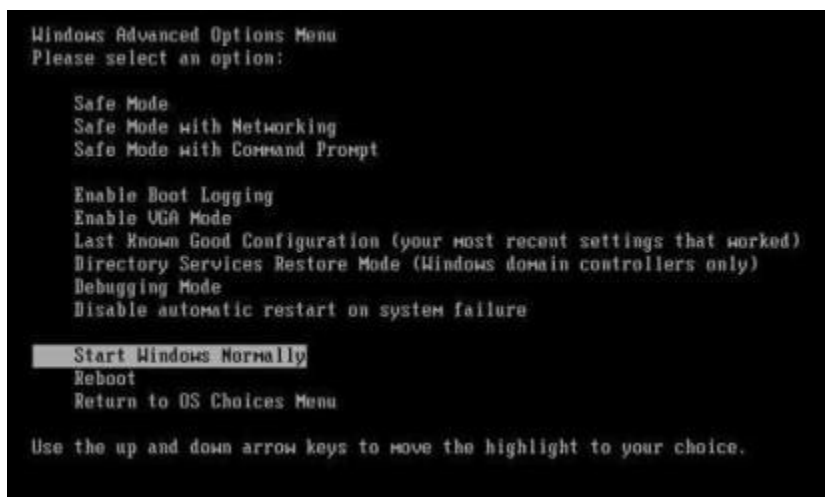 Windows Advanced Options Menu
Please select an option:
Safe Mode
Safe Mode with Networking
Safe Mode with Command Prompt
Enable Boot Logging
Enable VGA Mode
Last Known Good Configuration (your most recent settings that worked)
Directory Services Restore Mode (Windows domain controllers only)
Debugging Mode
Disable automatic restart on system failure
Start Windows Normally
Reboot
Return to OS Choices Menu
Use the up and down arrow keys to move the highlight to your choice.